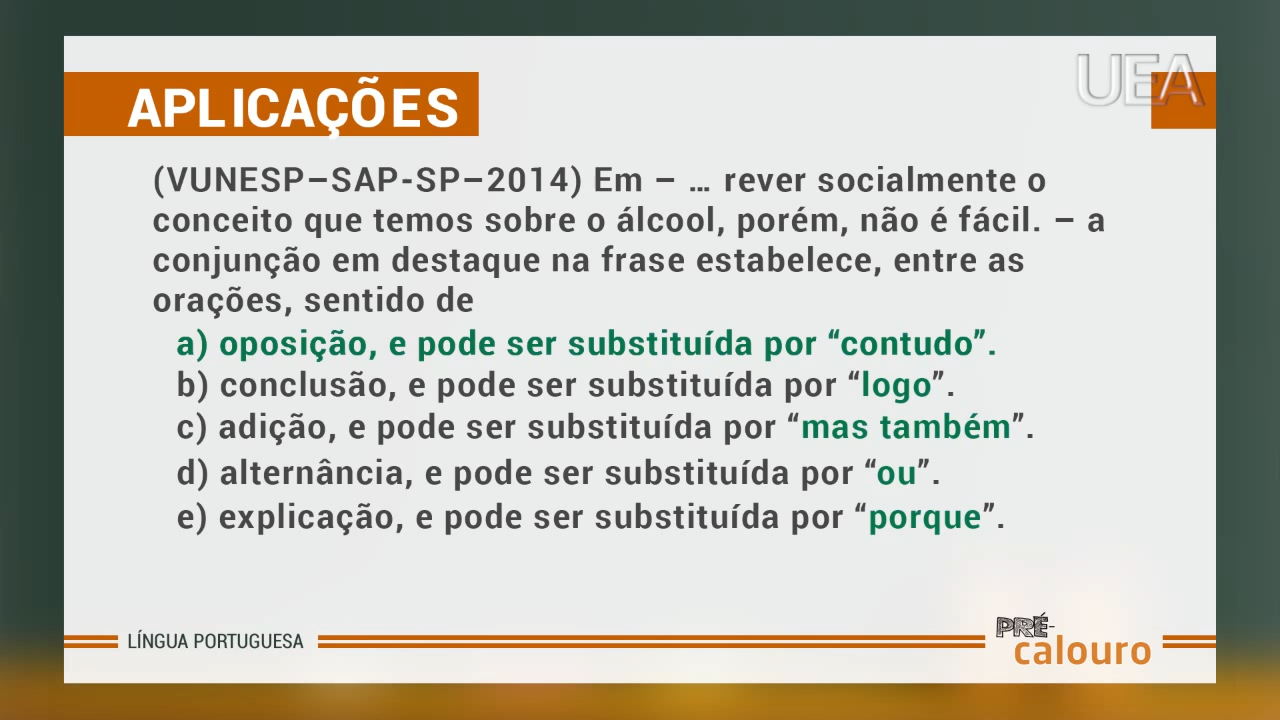 UEA
APLICAÇÕES
(VUNESP–SAP-SP–2014) Em – ... rever socialmente o
conceito que temos sobre o álcool, porém, não é fácil. – a
conjunção em destaque na frase estabelece, entre as
orações, sentido de
a) oposição, e pode ser substituída por “contudo”.
b) conclusão, e pode ser substituída por “logo”.
c) adição, e pode ser substituída por “mas também”.
d) alternância, e pode ser substituída por “ou”.
e) explicação, e pode ser substituída por “porque”.
LÍNGUA PORTUGUESA
PRÉ-
calouro